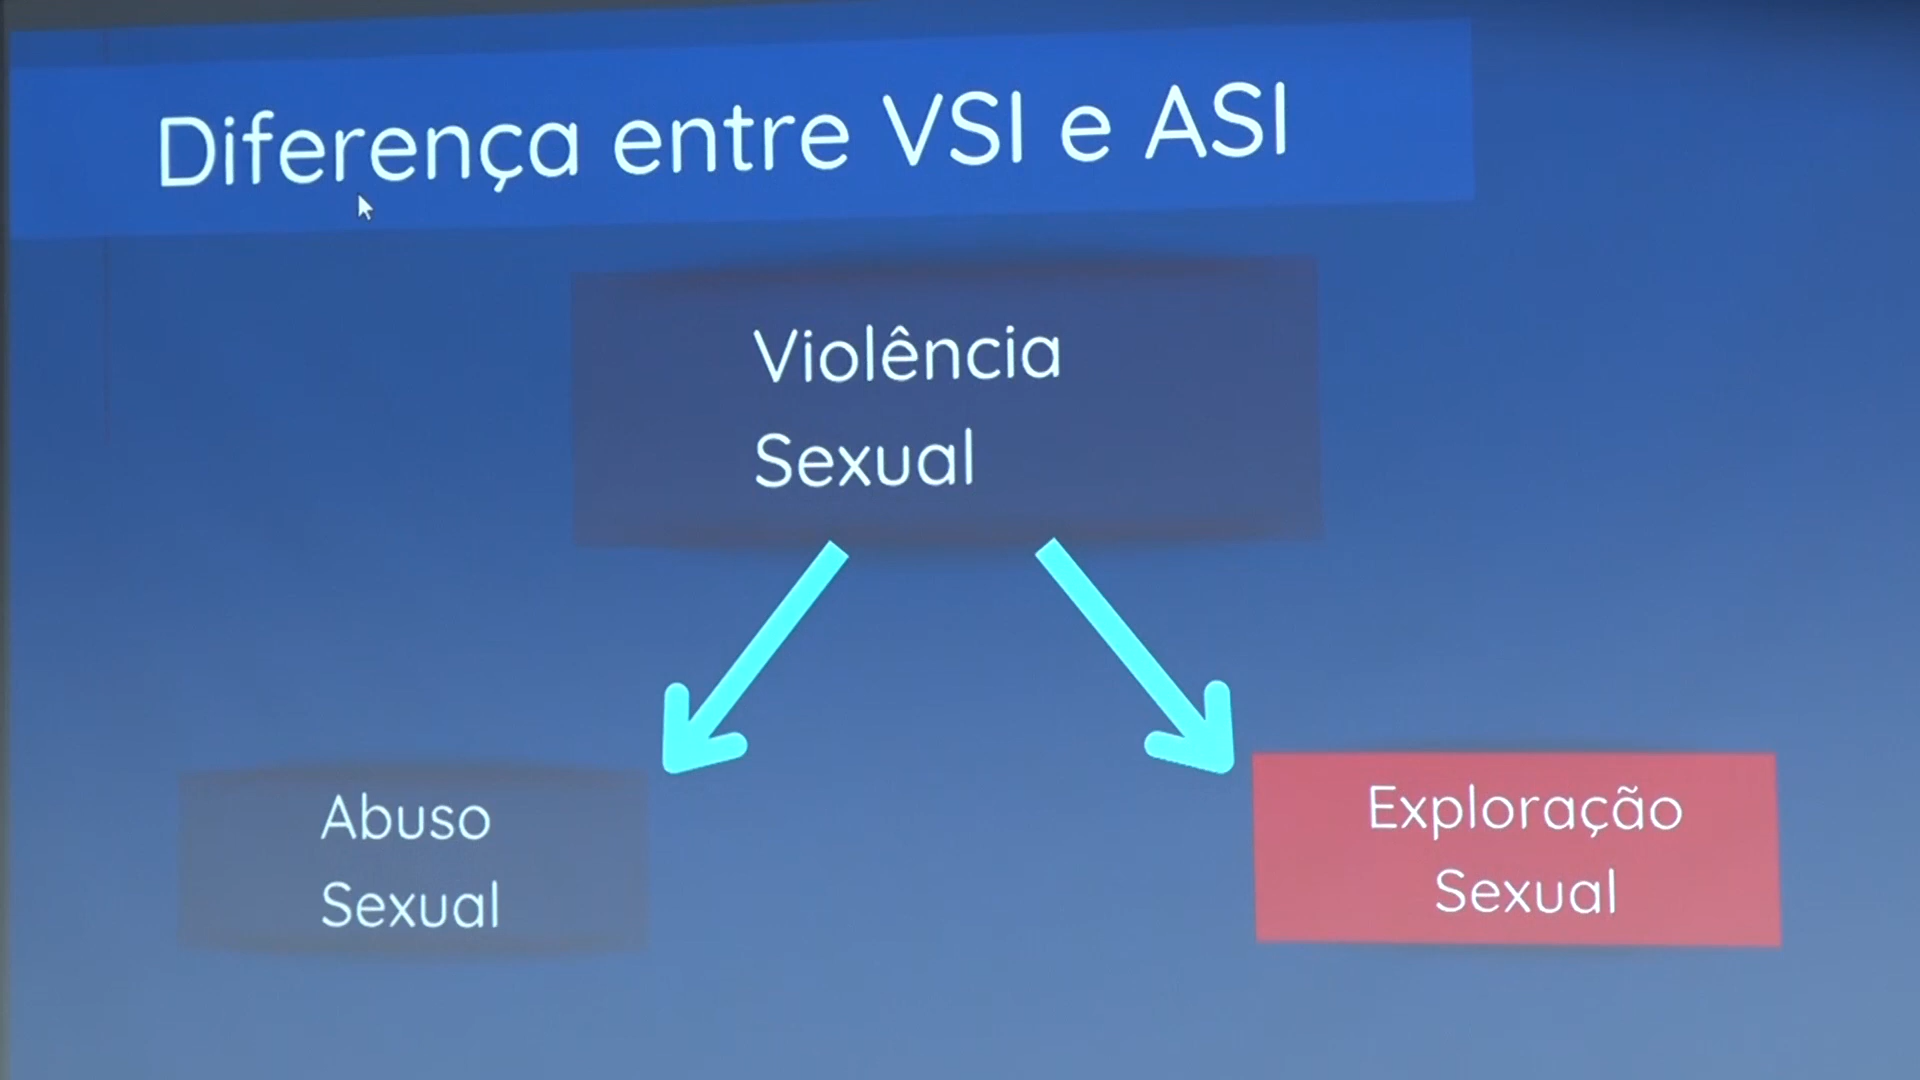 Diferença entre VSI e ASI
Violência
Sexual
Abuso
Sexual
Exploração
Sexual